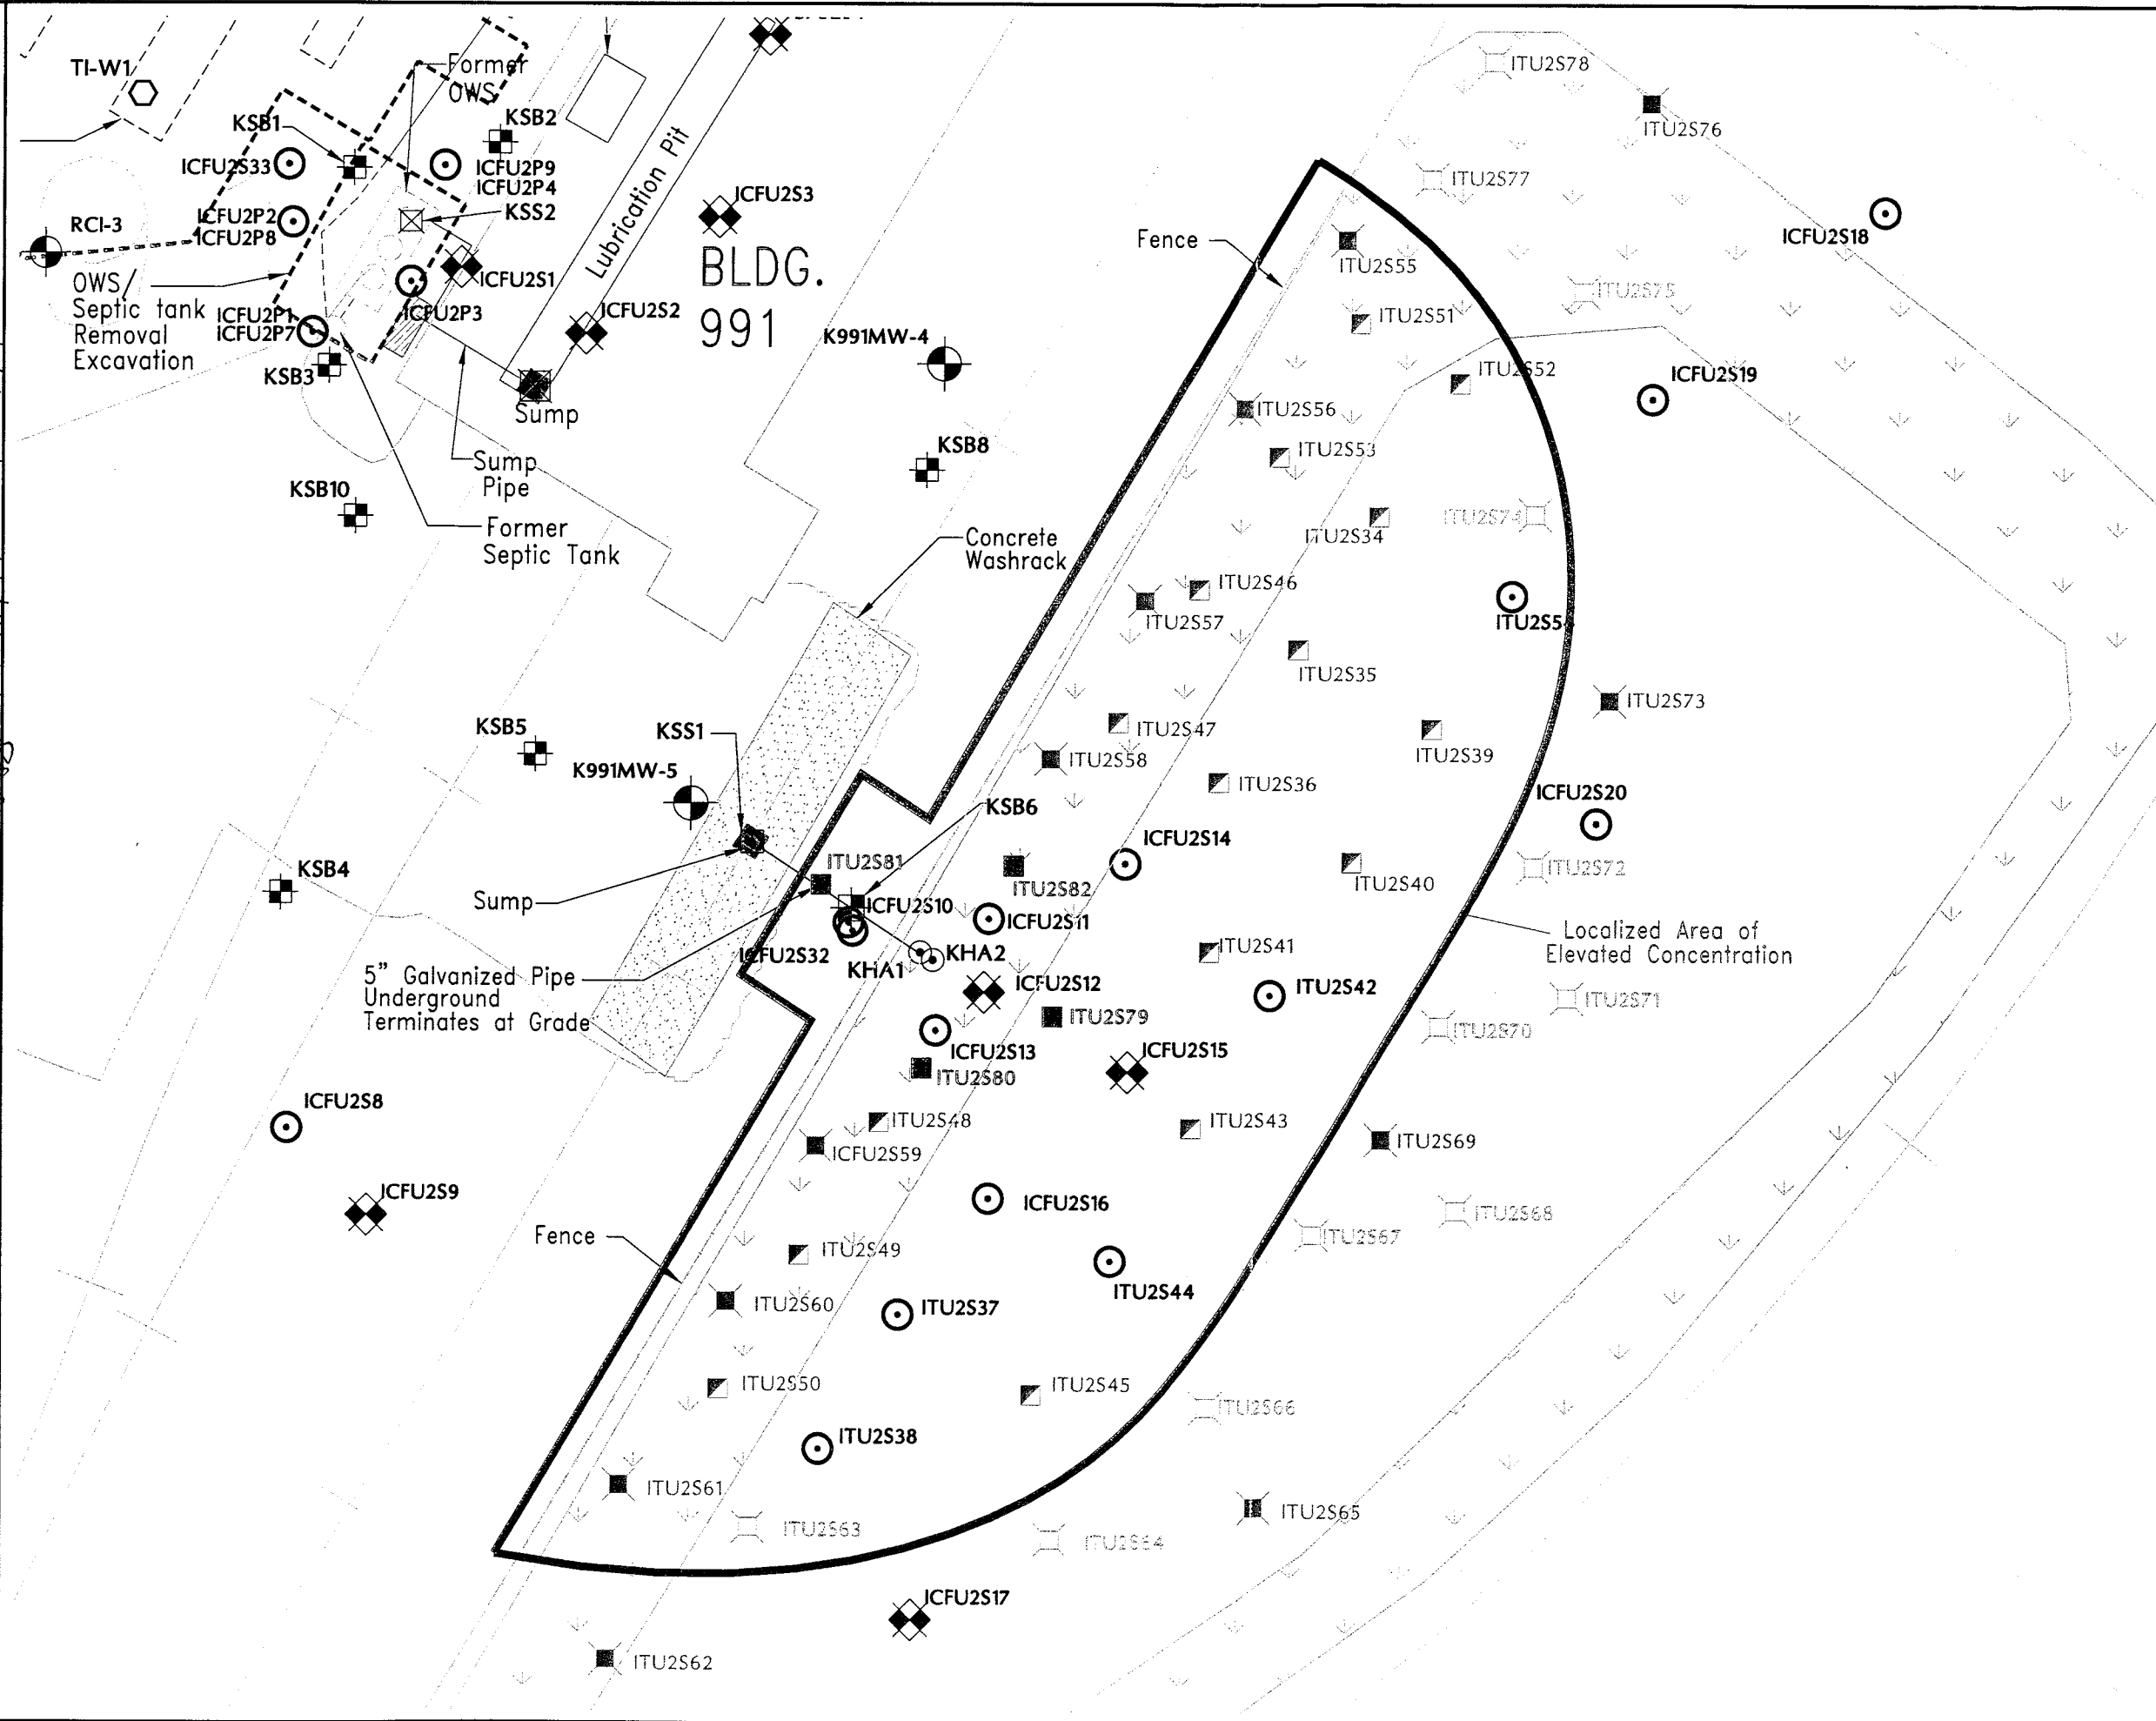 TI-W1
Former
OWS
KSB1
KSB2
ICFU2S33
ICFU2P9
ICFU2P4
KSS2
ICFU2P2
ICFU2P8
RCI-3
Lubrication Pit
ICFU2S3
BLDG.
991
ICFU2S1
ICFU2S2
ICFU2P3
OWS/
Septic tank
Removal
Excavation
ICFU2P1
ICFU2P7
KSB3
Sump
K991MW-4
KSB8
Sump
Pipe
KSB10
Former
Septic Tank
Concrete
Washrack
ITU2S78
ITU2S76
ITU2S77
ICFU2S18
Fence
ITU2S55
ITU2S75
ITU2S51
ITU2S52
ICFU2S19
ITU2S56
ITU2S53
ITU2S74
ITU2S34
ITU2S46
ITU2S57
ITU2S54
ITU2S35
ITU2S73
ITU2S47
ITU2S39
ITU2S58
ITU2S36
KSB5
KSS1
K991MW-5
KSB6
ICFU2S20
ICFU2S14
ITU2S81
ITU2S82
ITU2S40
ITU2S72
KSB4
Sump
ICFU2S10
ICFU2S11
ICFU2S32
KHA1
KHA2
ITU2S41
Localized Area of
Elevated Concentration
5" Galvanized Pipe
Underground
Terminates at Grade
ICFU2S12
ITU2S42
ITU2S71
ITU2S79
ITU2S70
ICFU2S13
ICFU2S15
ITU2S80
ICFU2S8
ITU2S48
ITU2S43
ICFU2S59
ITU2S69
ICFU2S9
ICFU2S16
ITU2S68
Fence
ITU2S49
ITU2S67
ITU2S44
ITU2S60
ITU2S37
ITU2S50
ITU2S45
ITU2S66
ITU2S38
ITU2S61
ITU2S65
ITU2S63
ITU2S64
ICFU2S17
ITU2S62